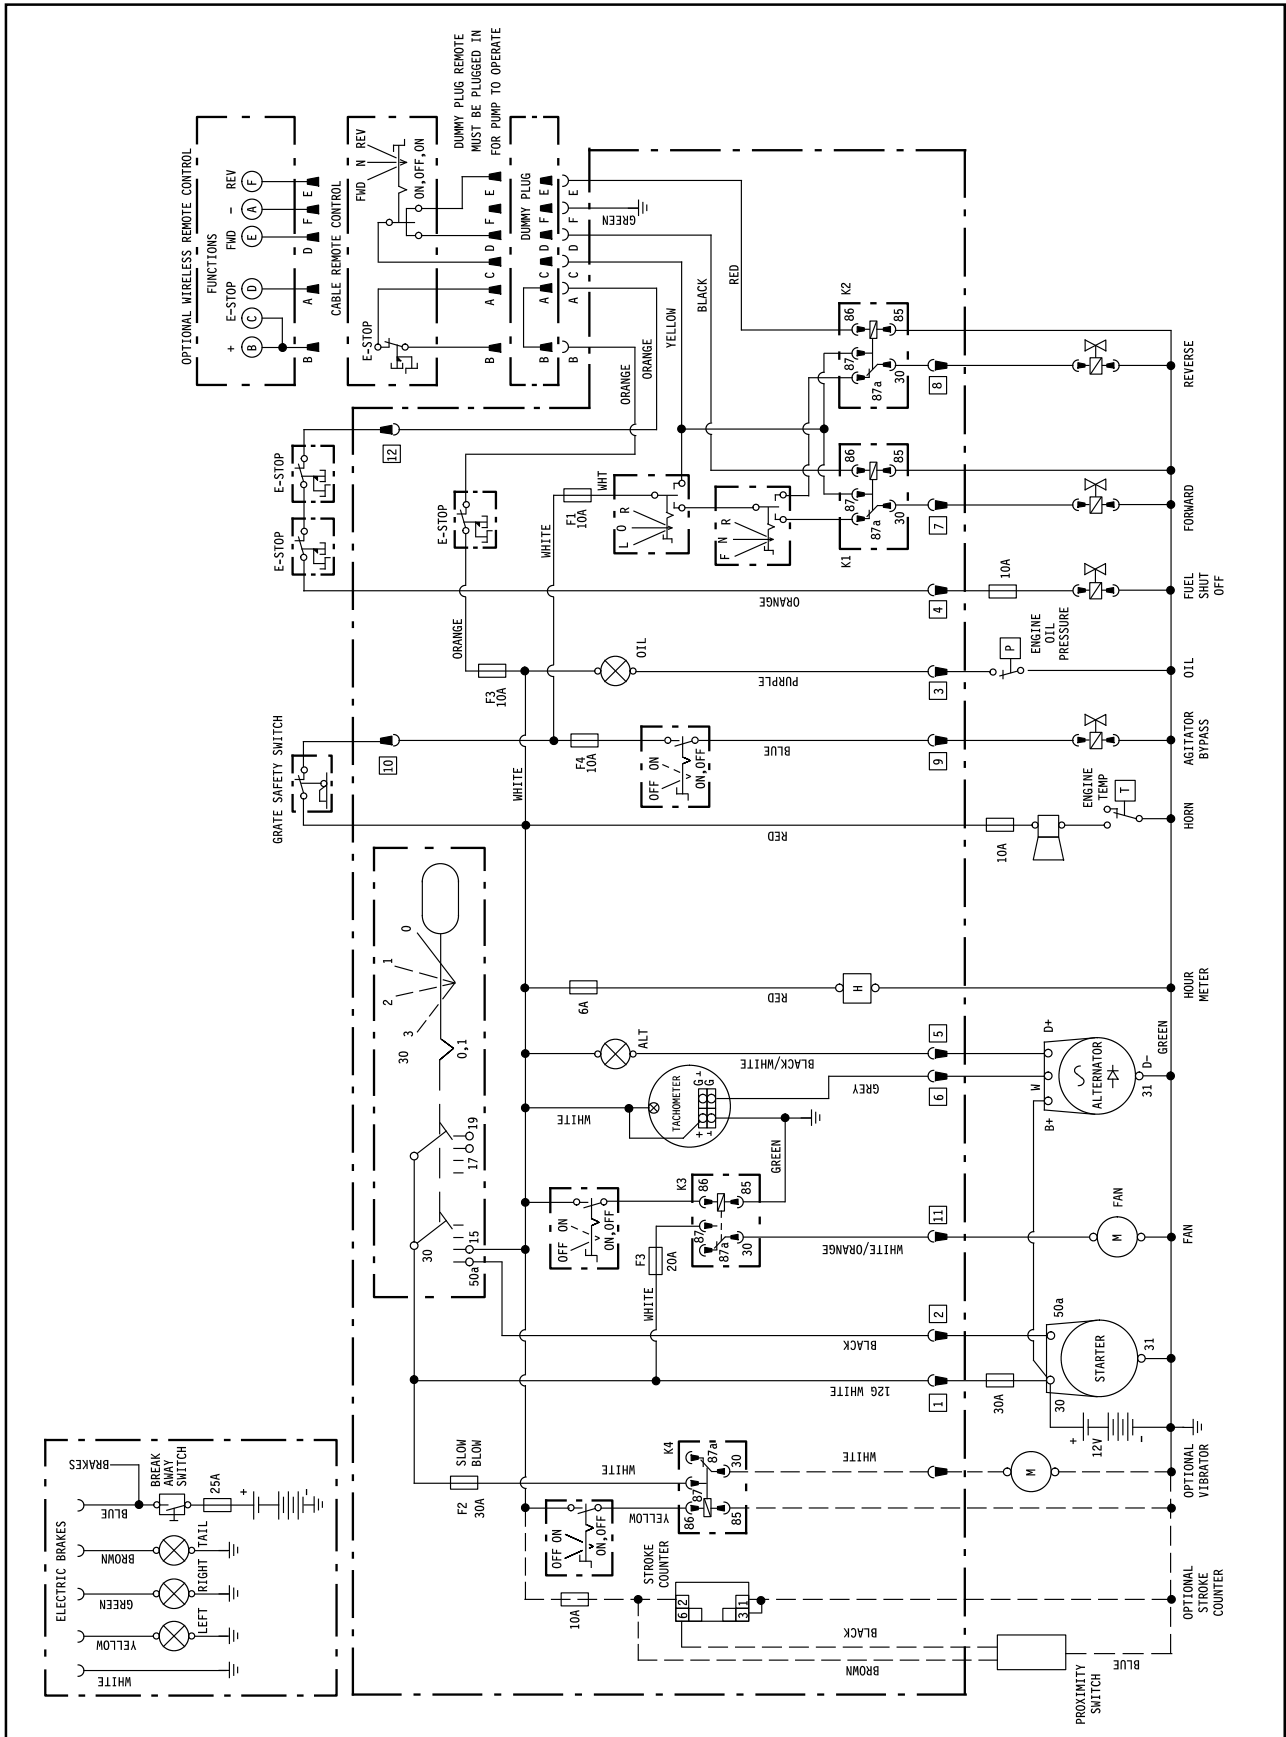 OPTIONAL WIRELESS REMOTE CONTROL
FUNCTIONS
+
E-STOP
FWD
-
REV
B
C
D
E
A
F
B
A
D
F
E
CABLE REMOTE CONTROL
E-STOP
FWD N REV
ON,OFF,ON
B
A
C
D
F
E
DUMMY PLUG REMOTE
MUST BE PLUGGED IN
FOR PUMP TO OPERATE
DUMMY PLUG
B
A
C
D
F
E
B
A
C
D
F
E
GREEN
ORANGE
ORANGE
YELLOW
BLACK
RED
E-STOP
E-STOP
12
E-STOP
ORANGE
WHITE
F1
10A
WHT
L O R
F N R
K2
86
85
87
87a
30
8
REVERSE
K1
86
85
87
87a
30
7
FORWARD
ORANGE
4
10A
FUEL
SHUT
OFF
F3
10A
OIL
PURPLE
3
P
ENGINE
OIL
PRESSURE
OIL
GRATE SAFETY SWITCH
10
F4
10A
OFF ON
ON,OFF
BLUE
9
AGITATOR
BYPASS
WHITE
RED
10A
ENGINE
TEMP
T
HORN
30
3
2
1
0
0,1
19
17
30
15
50a
6A
RED
H
HOUR
METER
ALT
BLACK/WHITE
5
WHITE
TACHOMETER
G
G
+
GREY
6
GREEN
D+
W
B+
ALTERNATOR
31
D-
GREEN
OFF ON
ON,OFF
K3
86
85
87
87a
30
F3
20A
WHITE
WHITE/ORANGE
11
M
FAN
FAN
BLACK
2
12G WHITE
1
30A
50a
30
STARTER
31
+
12V
-
F2
30A
SLOW
BLOW
WHITE
K4
87a
30
87
86
85
WHITE
M
OPTIONAL
VIBRATOR
OFF ON
ON,OFF
YELLOW
10A
STROKE
COUNTER
6
2
3
1
BLACK
BROWN
PROXIMITY
SWITCH
BLUE
OPTIONAL
STROKE
COUNTER
ELECTRIC BRAKES
WHITE
YELLOW
LEFT
GREEN
RIGHT
BROWN
TAIL
BLUE
BRAKES
BREAK
AWAY
SWITCH
25A
+
-